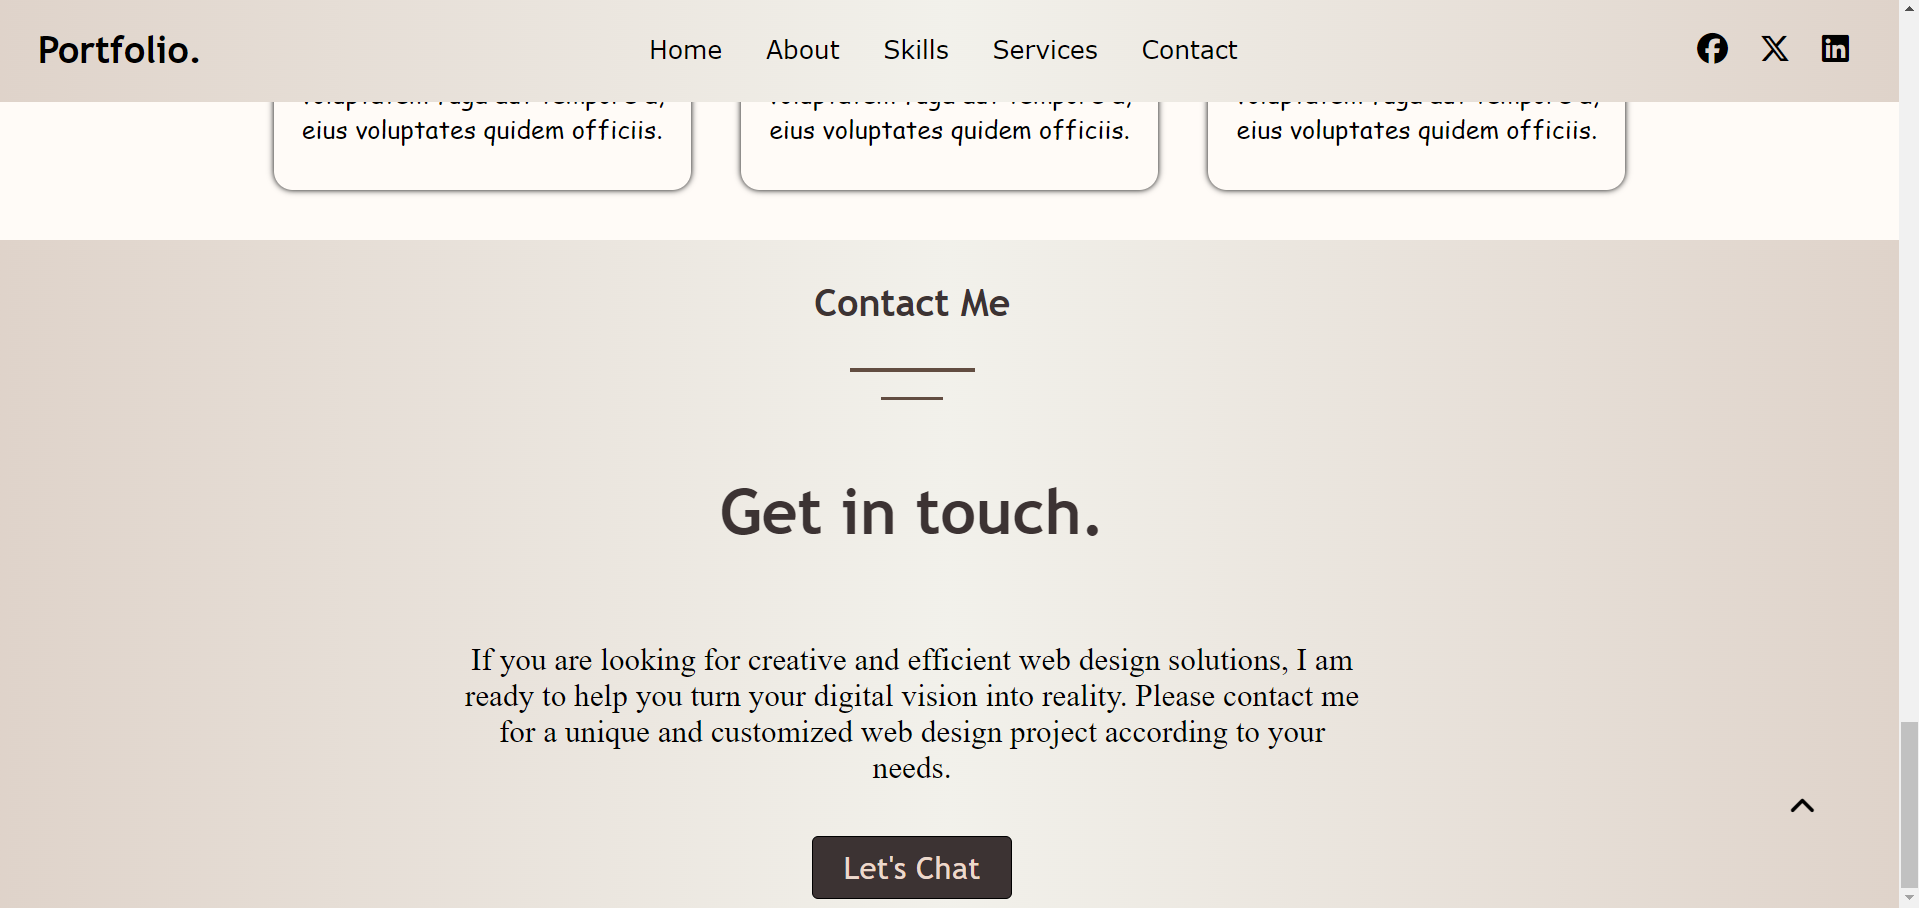 Portfolio.
Home About Skills Services Contact
eius voluptates quidem officiis.
eius voluptates quidem officiis.
eius voluptates quidem officiis.
Contact Me
Get in touch.
If you are looking for creative and efficient web design solutions, I am
ready to help you turn your digital vision into reality. Please contact me
for a unique and customized web design project according to your
needs.
Let's Chat